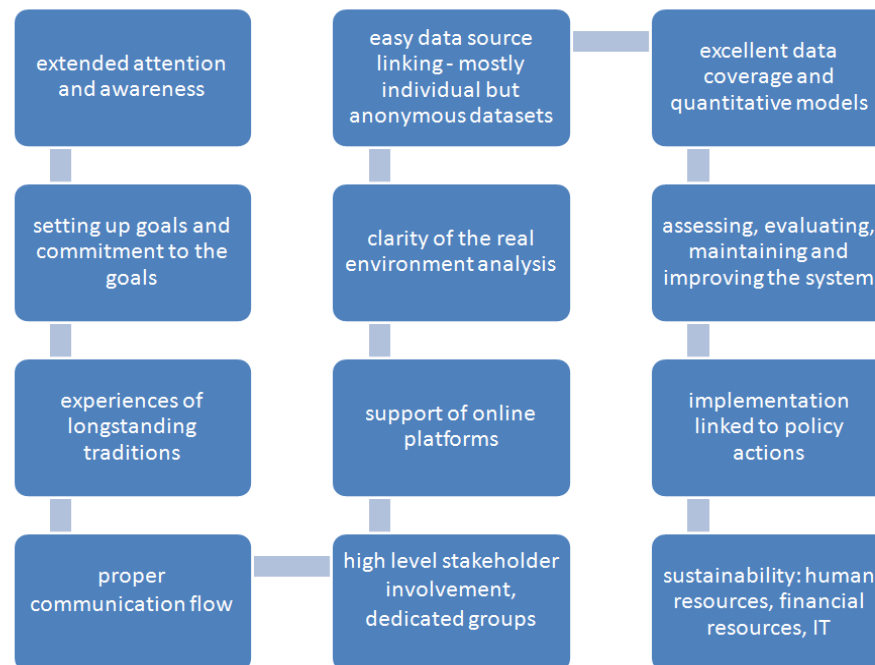 extended attention
and awareness
setting up goals and
commitment to the
goals
experiences of
longstanding
traditions
proper
communication flow
high level stakeholder
involvement,
dedicated groups
support of online
platforms
clarity of the real
environment analysis
easy data source
linking - mostly
individual but
anonymous datasets
excellent data
coverage and
quantitative models
assessing, evaluating,
maintaining and
improving the system
implementation
linked to policy
actions
sustainability: human
resources, financial
resources, IT